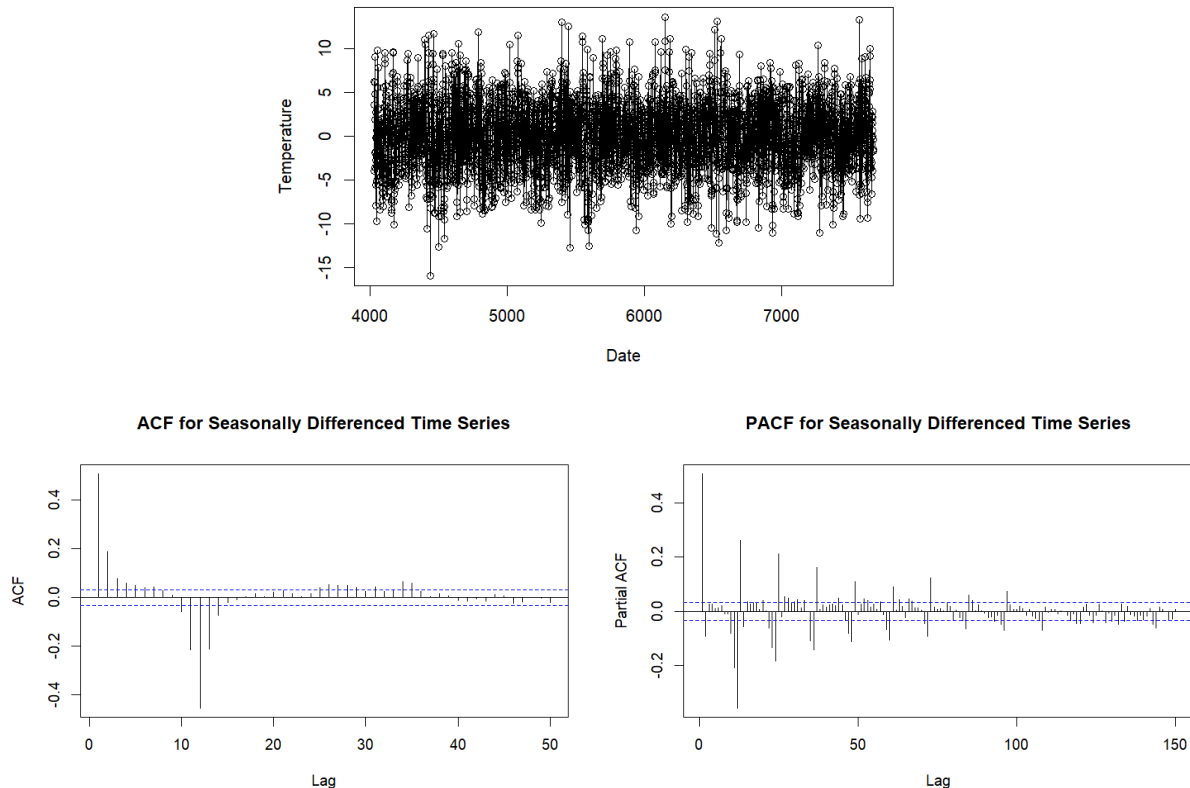 Temperature
10
5
0
-5
-10
-15
4000 5000 6000 7000
Date
ACF for Seasonally Differenced Time Series
ACF
0.4
0.2
0.0
-0.2
-0.4
0 10 20 30 40 50
Lag
PACF for Seasonally Differenced Time Series
Partial ACF
0.4
0.2
0.0
-0.2
0 50 100 150
Lag